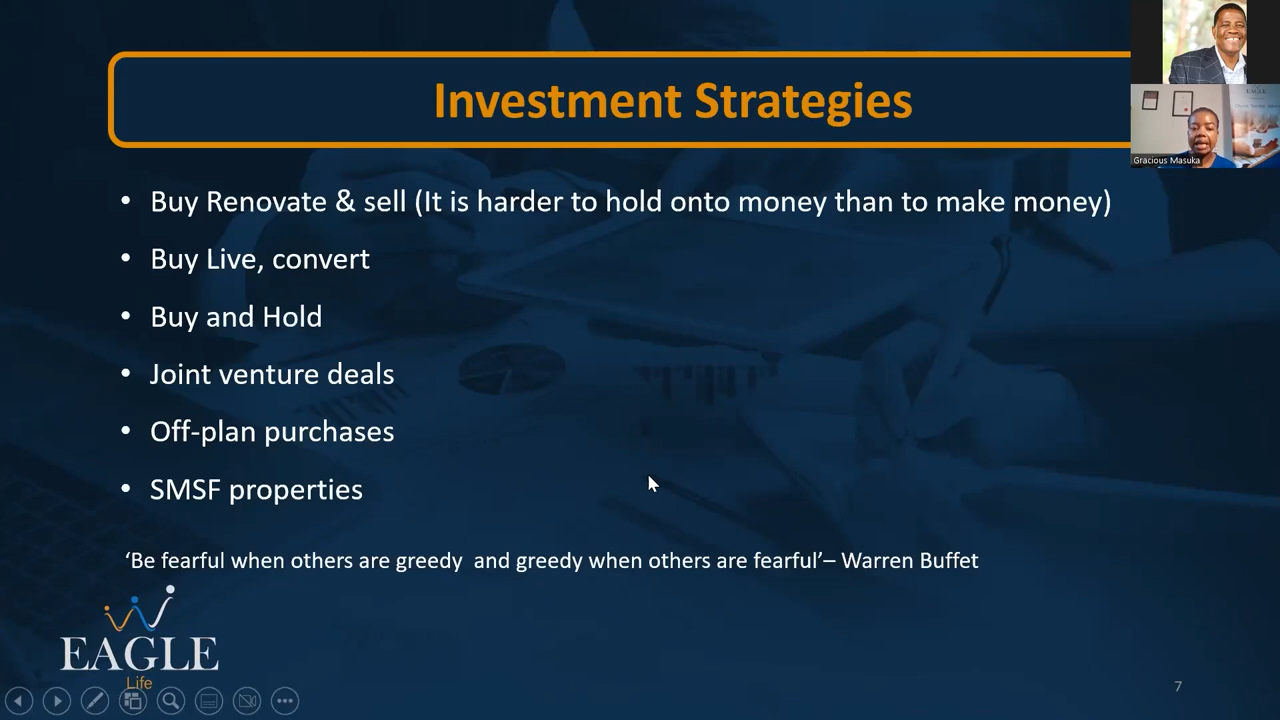 Investment Strategies
• Buy Renovate & sell (It is harder to hold onto money than to make money)
• Buy Live, convert
• Buy and Hold
• Joint venture deals
• Off-plan purchases
• SMSF properties
‘Be fearful when others are greedy  and greedy when others are fearful’– Warren Buffet
EAGLE
Life
7
EAGLE
Gracious Masuka